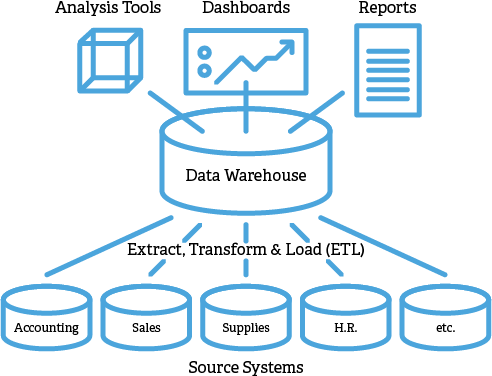 Analysis Tools
Dashboards
Reports
Data Warehouse
Extract, Transform & Load (ETL)
Accounting
Sales
Supplies
H.R.
etc.
Source Systems